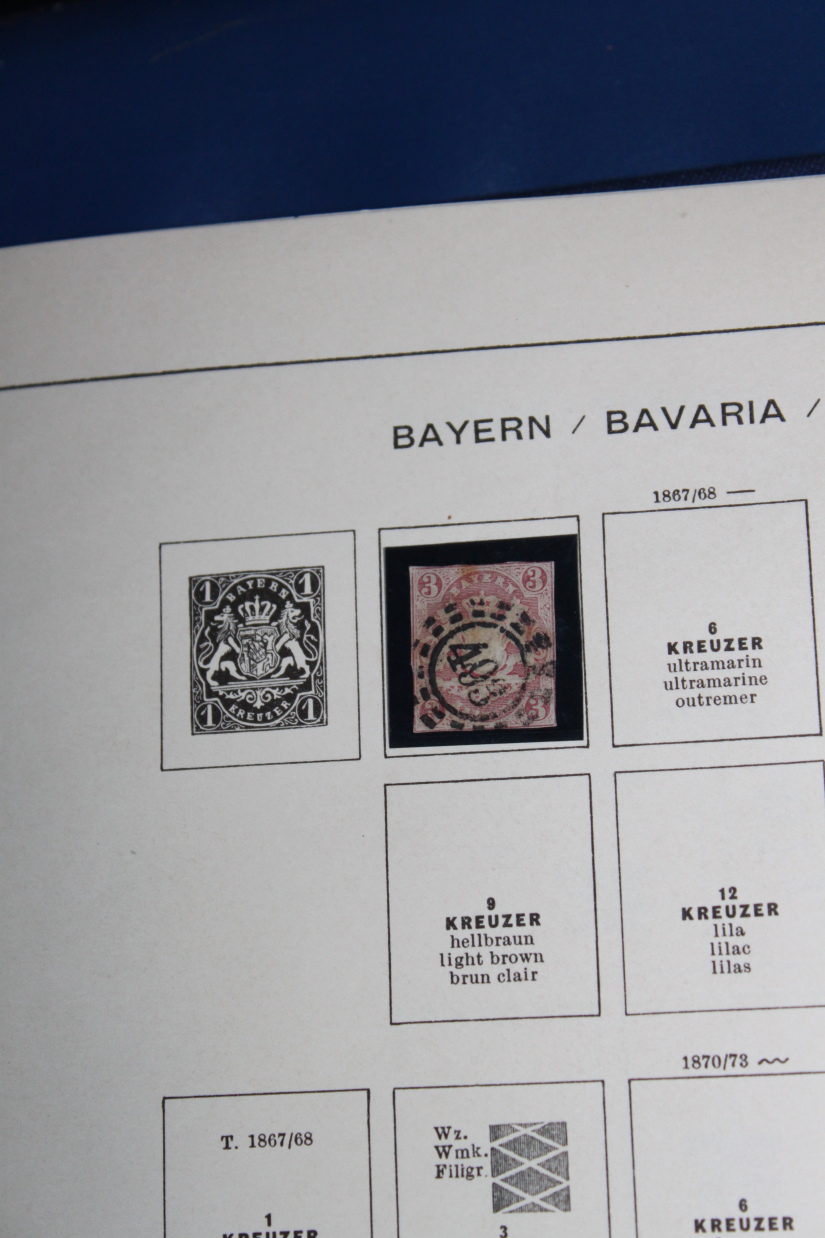 BAYERN / BAVARIA /
1867/68 —
1 1
BAYERN
KREUZER
1 1
3 3
BAYERN
6
KREUZER
ultramarin
ultramarine
outremer
9
KREUZER
hellbraun
light brown
brun clair
12
KREUZER
lila
lilac
lilas
1870/73
T. 1867/68
1
KREUZER
Wz.
Wmk.
Filigr.
3
6
KREUZER